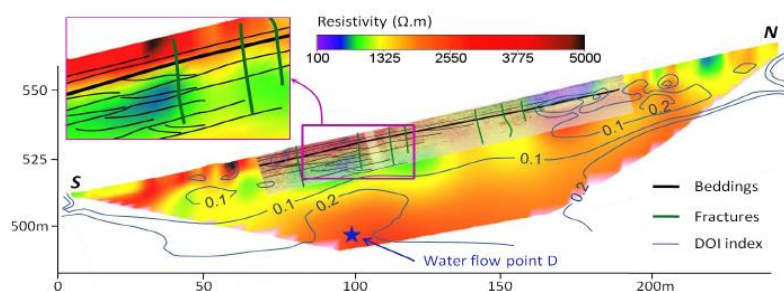 Resistivity (Ω.m)
100 1325 2550 3775 5000
N
550
525
500m
S
0.1 0.2
0.1
0.1 0.2
0.2
Beddings
Fractures
DOI index
Water flow point D
0 50 100 150 200m